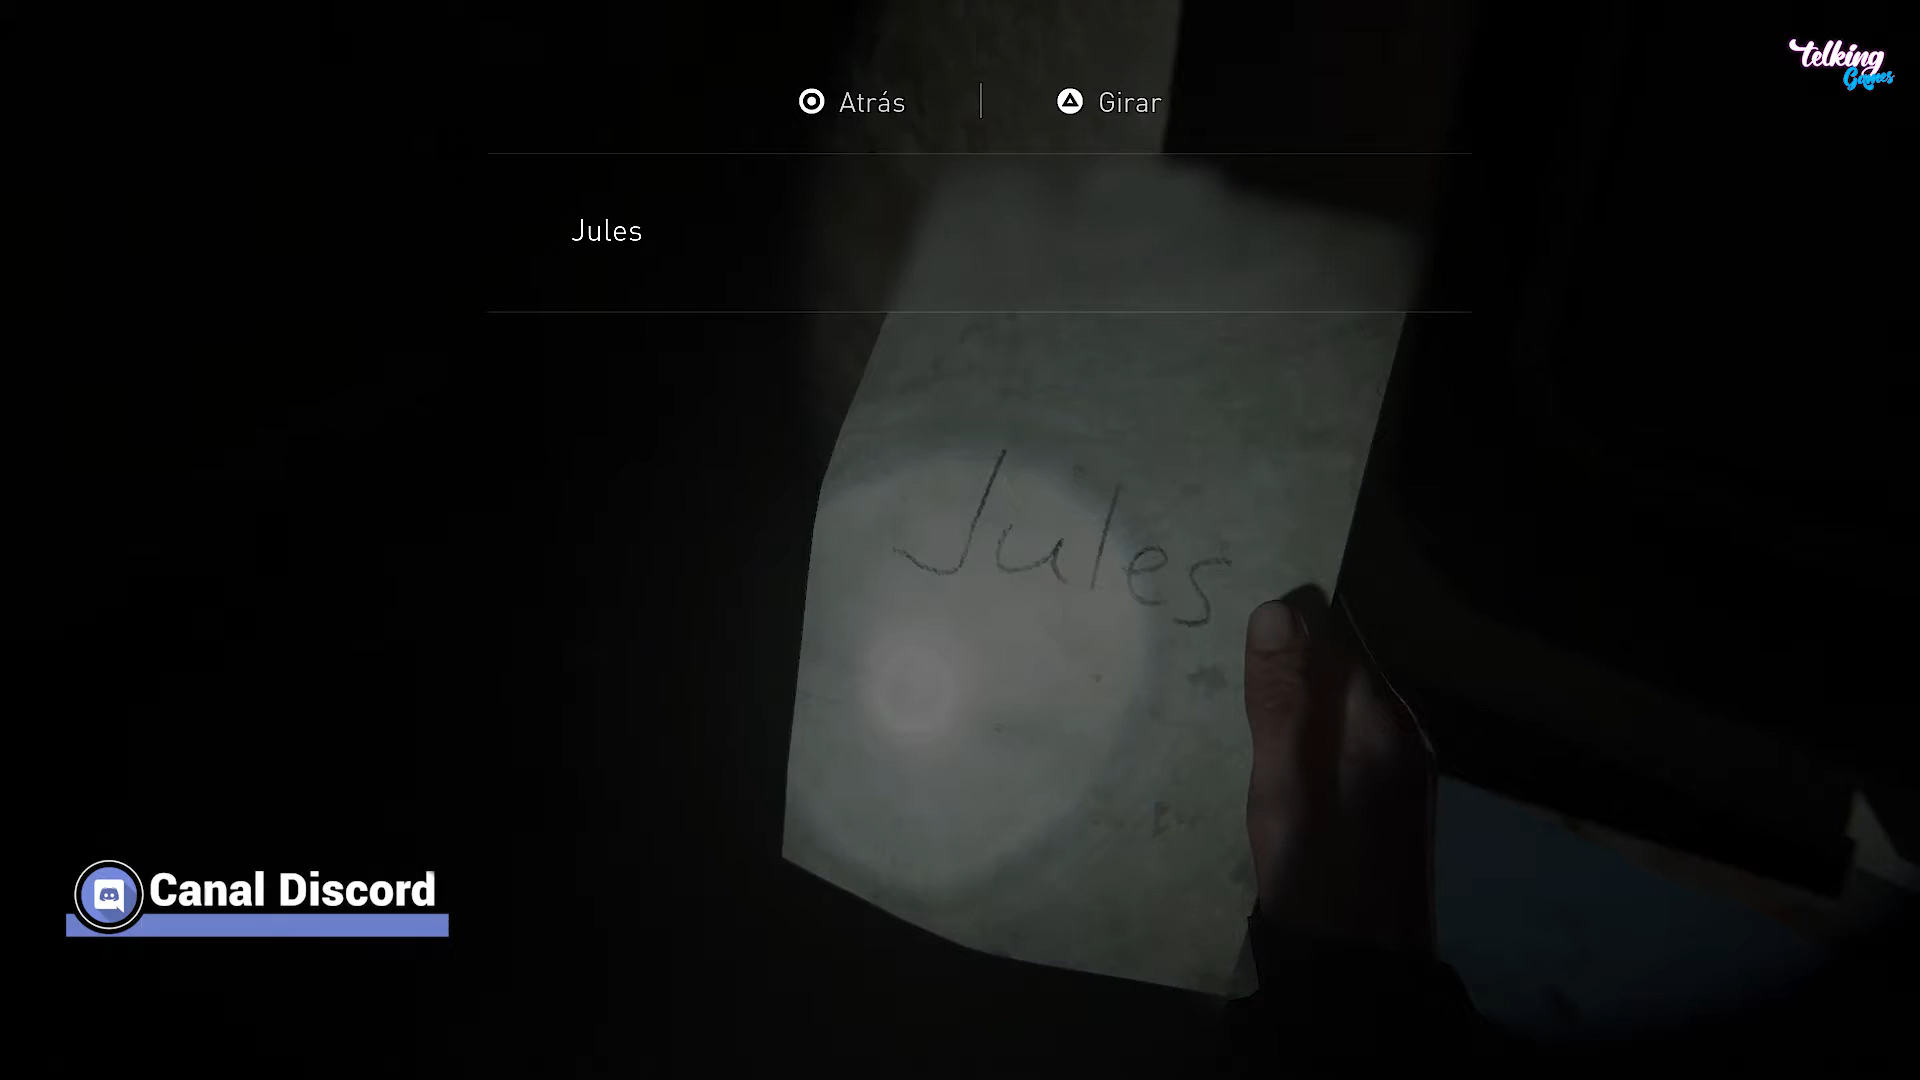 telking
Games
Atrás
Girar
Jules
Jules
Canal Discord